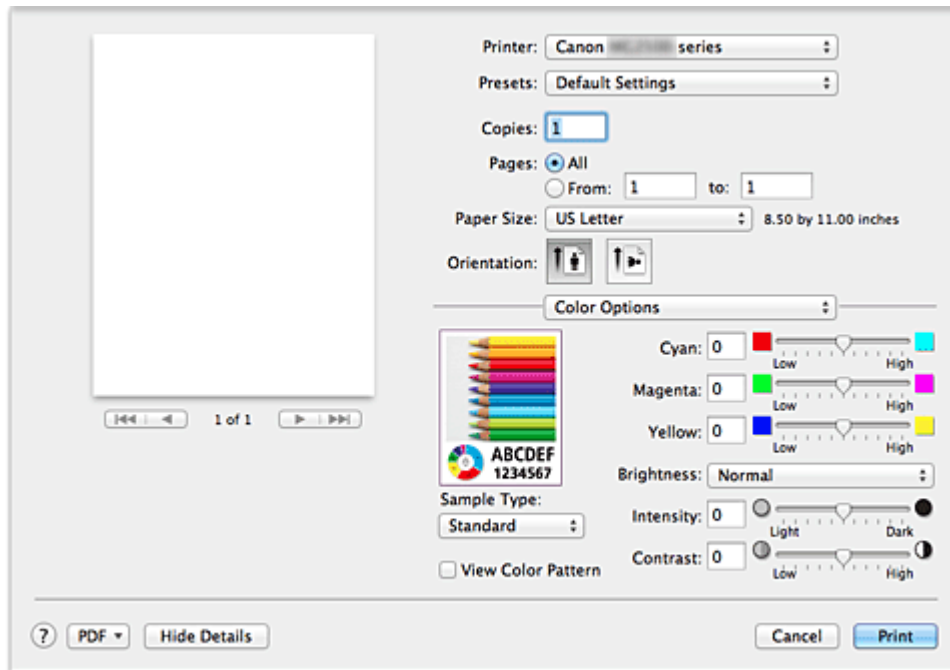 Printer: Canon series
Presets: Default Settings
Copies: 1
Pages: All
From: 1 to: 1
Paper Size: US Letter 8.50 by 11.00 inches
Orientation:
Color Options
1 of 1
Cyan: 0
Low High
Magenta: 0
Low High
Yellow: 0
Low High
ABCDEF
1234567
Brightness: Normal
Sample Type:
Standard
Intensity: 0
Light Dark
Contrast: 0
Low High
View Color Pattern
? PDF Hide Details Cancel Print